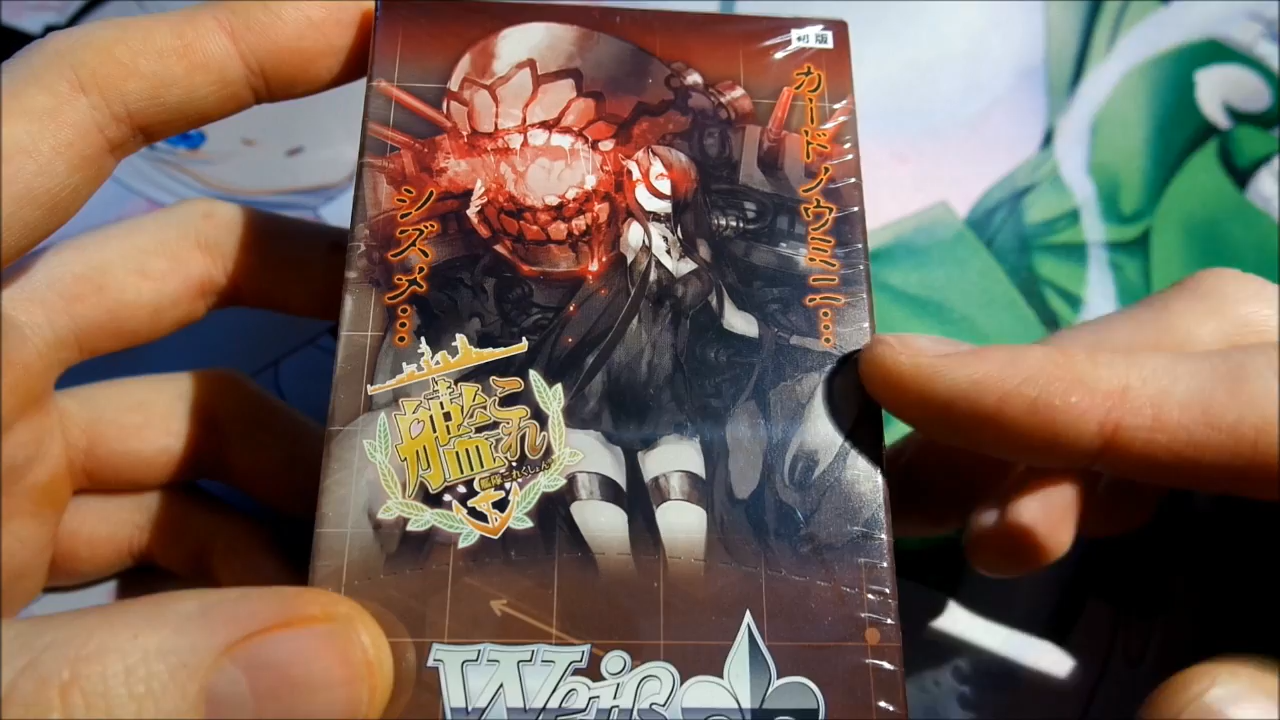 初版
カードノウミニ…
シズメ…
艦これ
艦隊これくしょん
Weiß